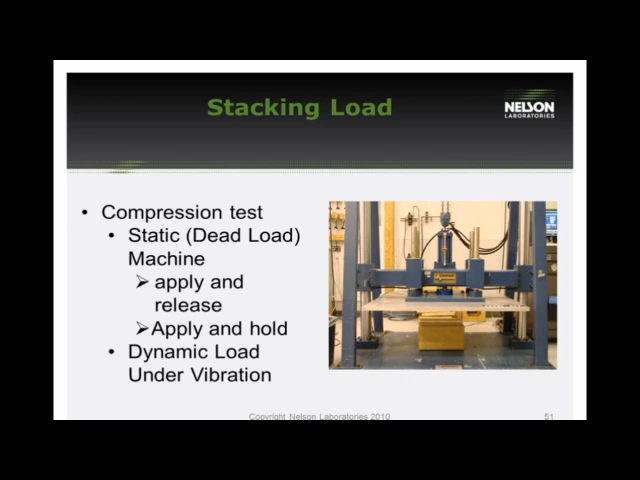 Stacking Load
NELSON
LABORATORIES
• Compression test
• Static (Dead Load)
Machine
➢ apply and
release
➢Apply and hold
• Dynamic Load
Under Vibration
Copyright Nelson Laboratories 2010
51